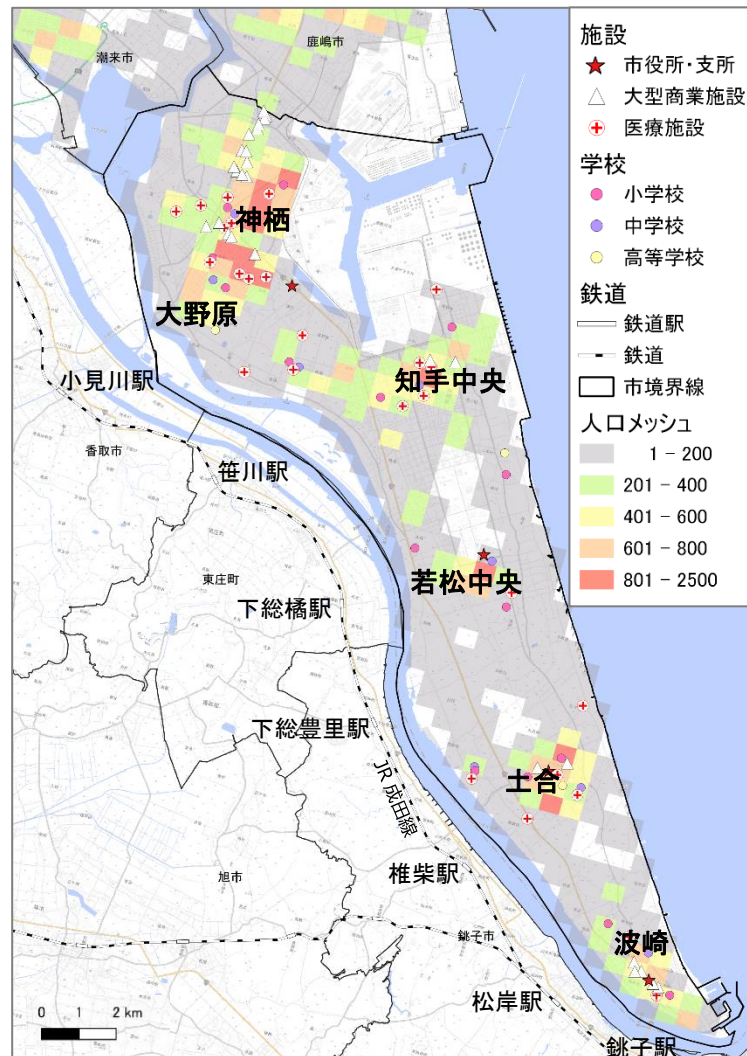 潮来市
鹿嶋市
神栖
大野原
小見川駅
知手中央
香取市
笹川駅
東庄町
若松中央
下総橘駅
下総豊里駅
土合
JR成田線
椎柴駅
旭市
銚子市
波崎
松岸駅
銚子駅
0 1 2 km
施設
市役所・支所
大型商業施設
医療施設
学校
小学校
中学校
高等学校
鉄道
鉄道駅
鉄道
市境界線
人口メッシュ
1 - 200
201 - 400
401 - 600
601 - 800
801 - 2500